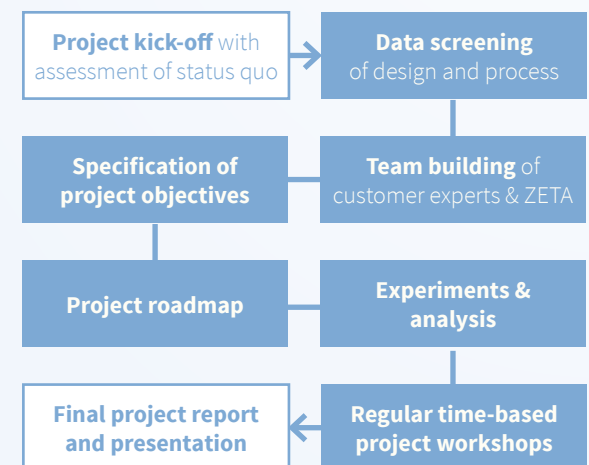 Project kick-off with
assessment of status quo
Data screening
of design and process
Team building of
customer experts & ZETA
Specification of
project objectives
Project roadmap
Experiments &
analysis
Regular time-based
project workshops
Final project report
and presentation